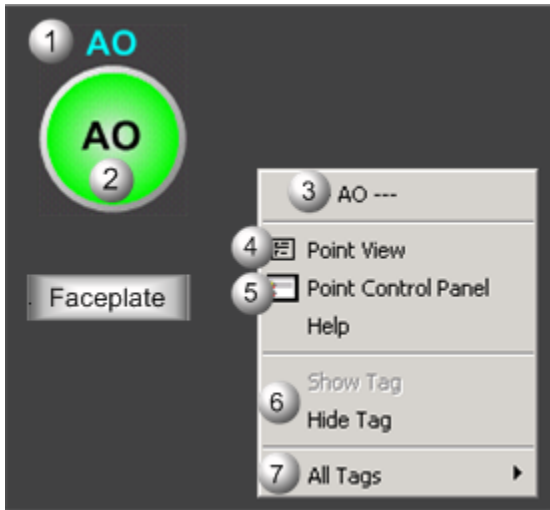 1 AO
AO
2
3 AO ---
4 Point View
5 Point Control Panel
Help
6 Show Tag
Hide Tag
7 All Tags
Faceplate